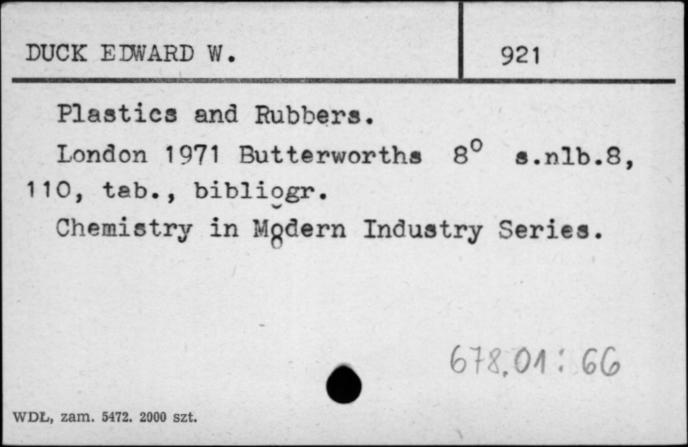 DUCK EDWARD W.
921
Plastics and Rubbers.
London 1971 Butterworths 8° s.nlb.8,
110, tab., bibliogr.
Chemistry in Modern Industry Series.
678.01:66
WDŁ, zam. 5472. 2000 szt.